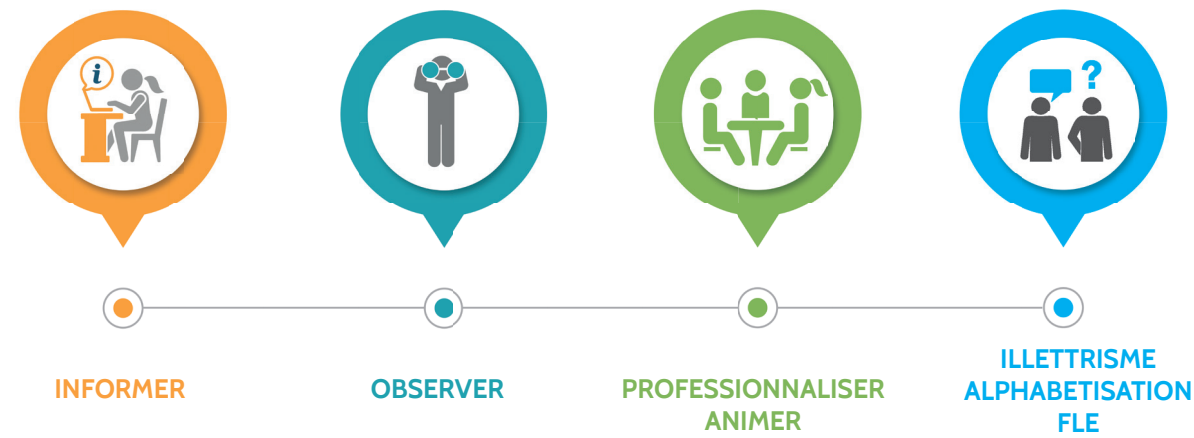 i
?
INFORMER
OBSERVER
PROFESSIONNALISER
ANIMER
ILLETTRISME
ALPHABETISATION
FLE